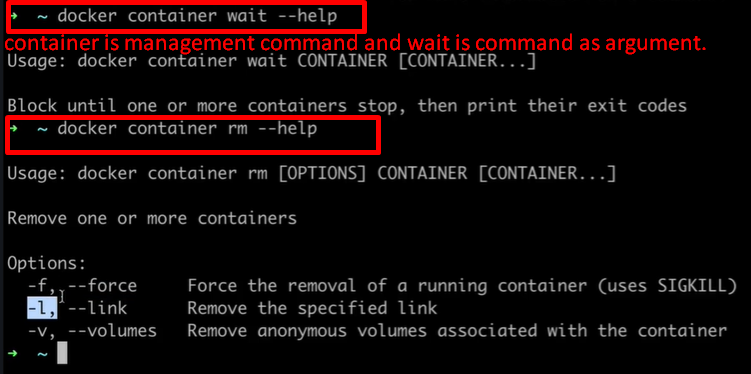 ➜ ~ docker container wait --help
container is management command and wait is command as argument.
Usage: docker container wait CONTAINER [CONTAINER...]
Block until one or more containers stop, then print their exit codes
➜ ~ docker container rm --help
Usage: docker container rm [OPTIONS] CONTAINER [CONTAINER...]
Remove one or more containers
Options:
-f, --force Force the removal of a running container (uses SIGKILL)
-l, --link Remove the specified link
-v, --volumes Remove anonymous volumes associated with the container
➜ ~